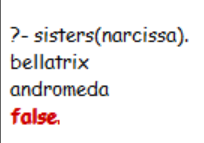 ?- sisters(narcissa).
bellatrix
andromeda
false.